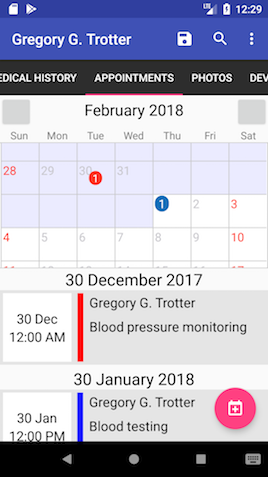 LTE 12:29
Gregory G. Trotter
EDICAL HISTORY APPOINTMENTS PHOTOS DEV
February 2018
Sun Mon Tue Wed Thu Fri Sat
28 29 30 31
1
1 2 3
4 5 6 7 8 9 10
30 December 2017
30 Dec
12:00 AM
Gregory G. Trotter
Blood pressure monitoring
30 January 2018
30 Jan
12:00 PM
Gregory G. Trotter
Blood testing